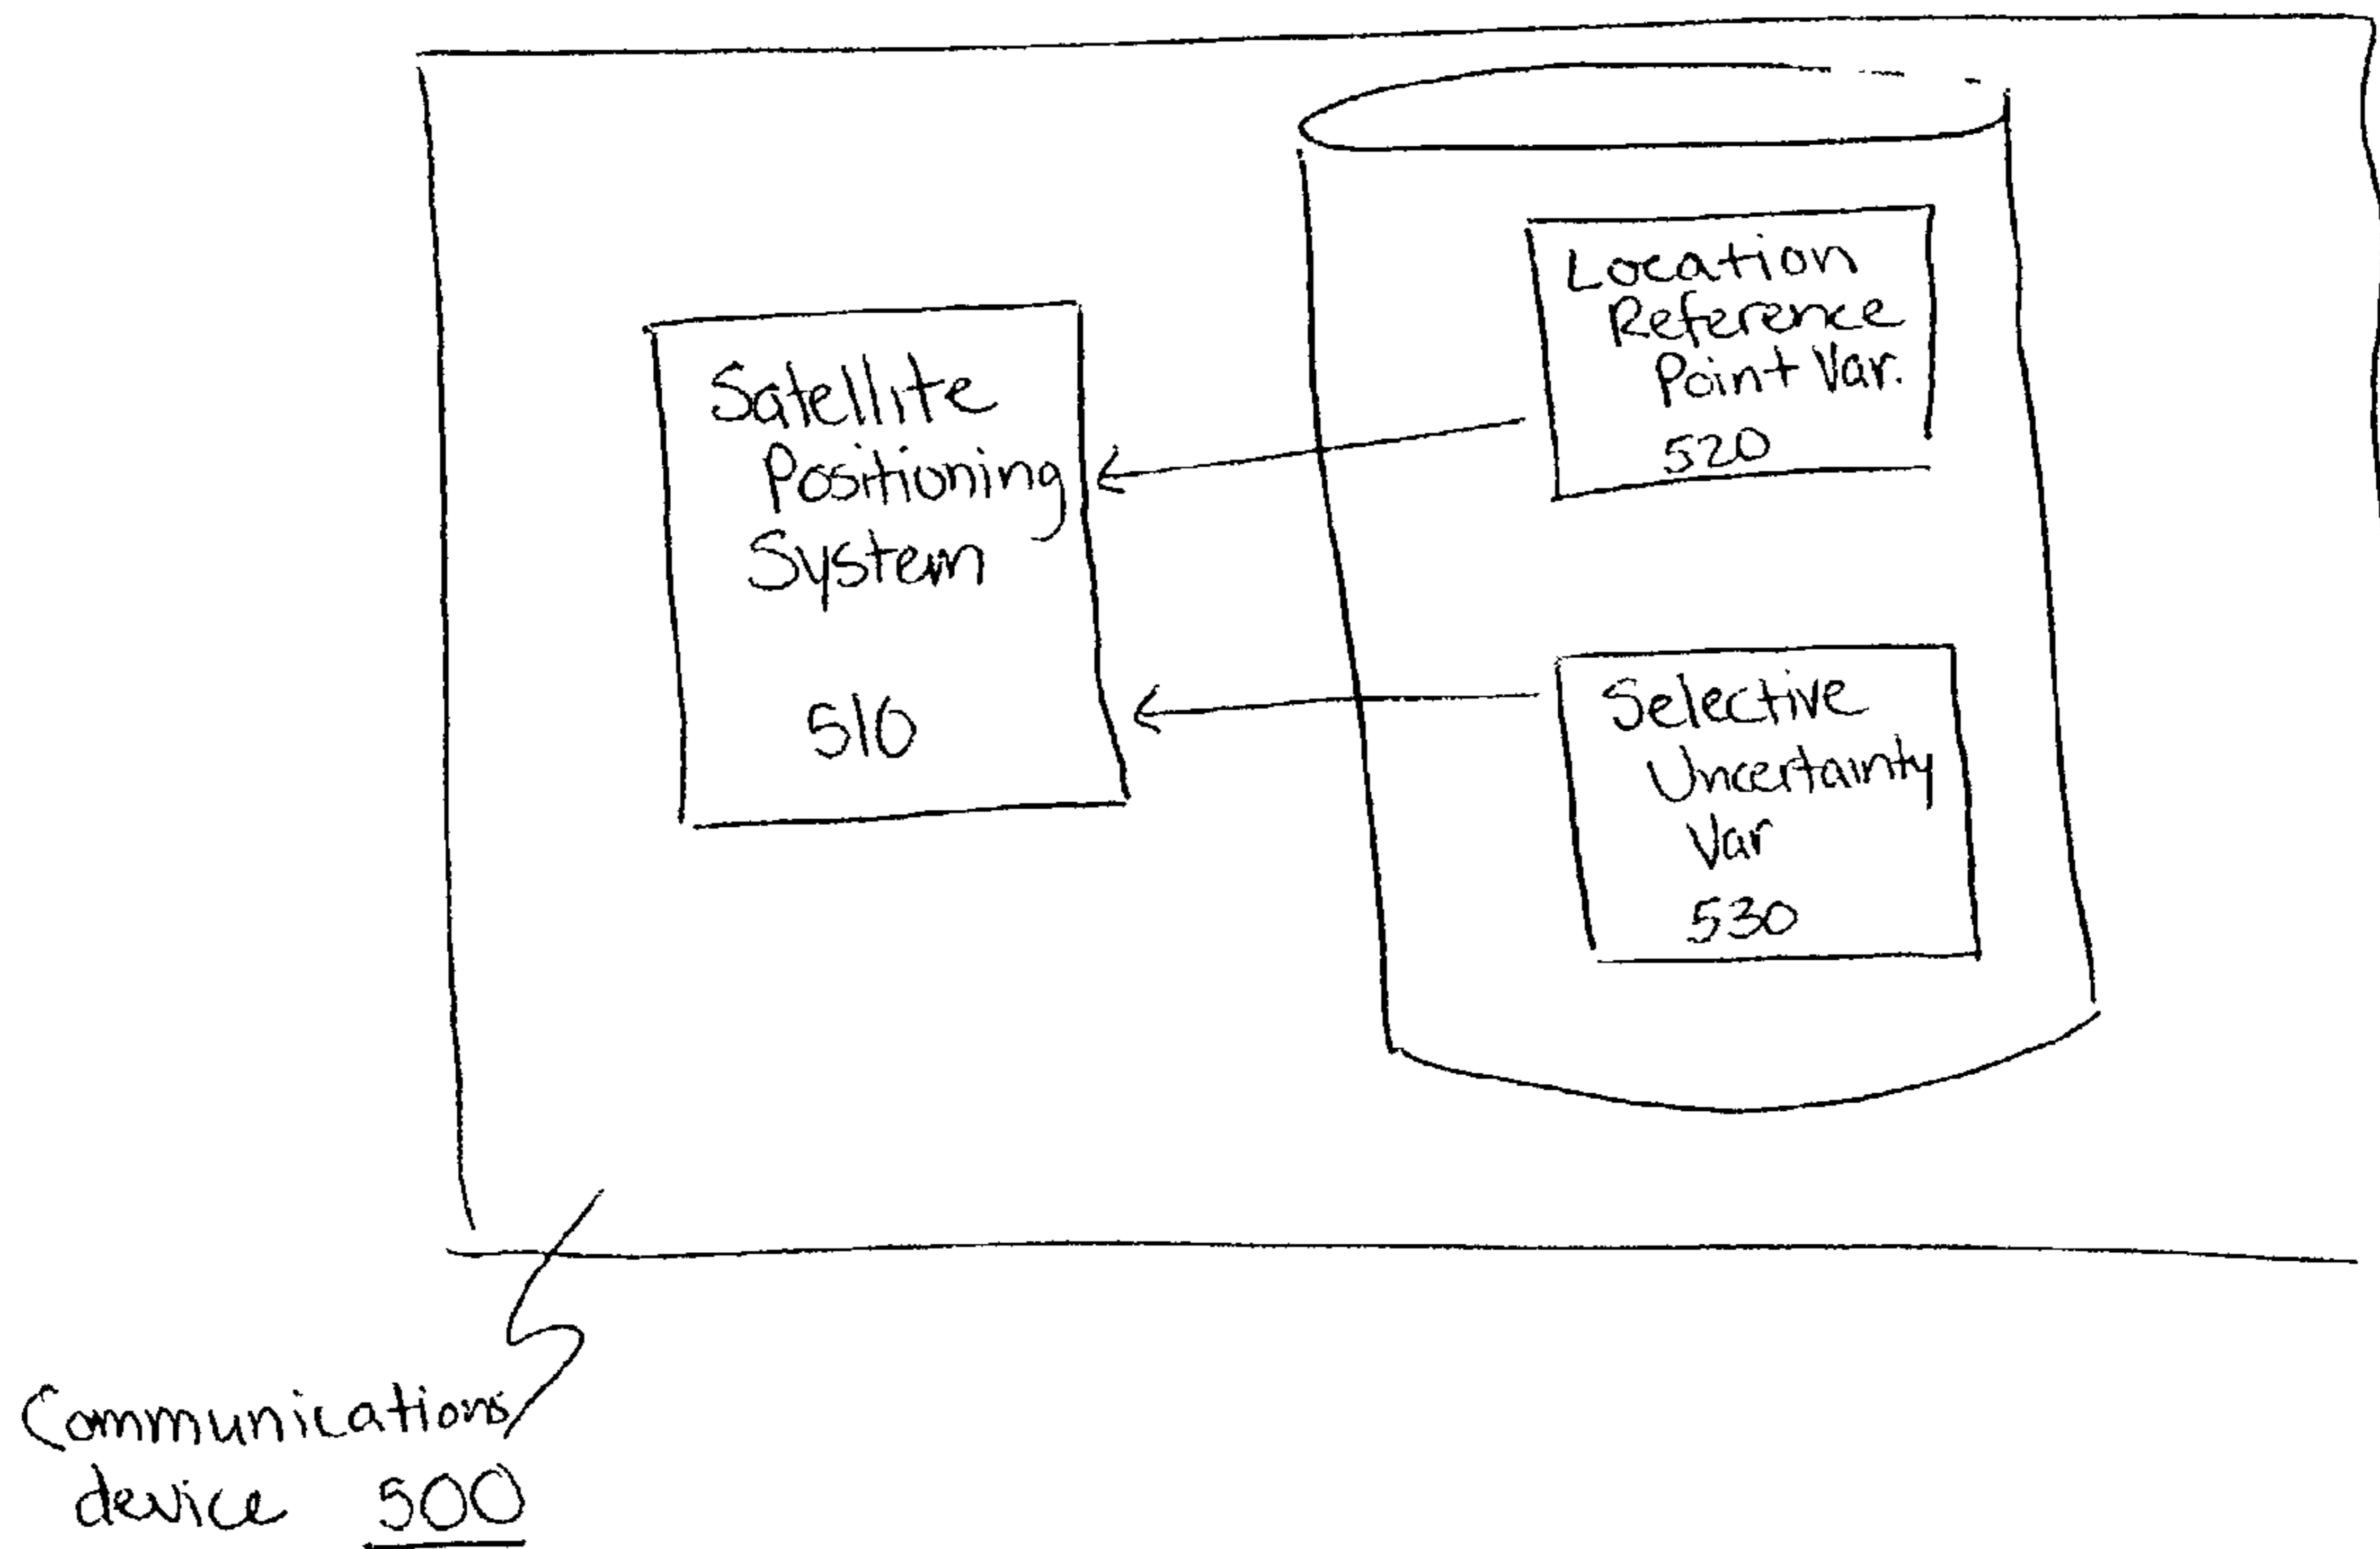 Satellite
Positioning
System
510
Location
Reference
Point Var.
520
Selective
Uncertainty
Var
530
Communications
device 500